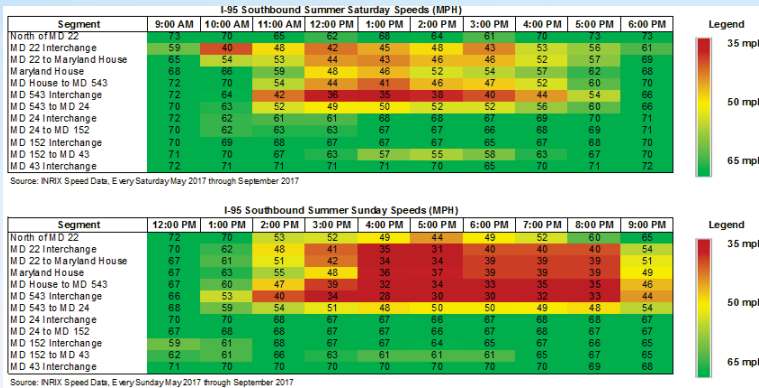 I-95 Southbound Summer Saturday Speeds (MPH)
Segment 9:00 AM 10:00 AM 11:00 AM 12:00 PM 1:00 PM 2:00 PM 3:00 PM 4:00 PM 5:00 PM 6:00 PM Legend
North of MD 22 73 70 65 62 68 64 61 70 73 73
MD 22 Interchange 59 40 48 42 45 48 43 53 56 61 35 mph
MD 22 to Maryland House 65 54 53 44 43 46 46 52 57 69
Maryland House 68 66 59 48 46 52 54 57 62 68
MD House to MD 543 72 70 54 44 41 46 47 52 60 70
MD 543 Interchange 72 64 42 36 35 38 40 44 54 66
MD 543 to MD 24 70 63 52 49 50 52 52 56 60 66 50 mph
MD 24 Interchange 72 62 61 61 68 68 67 69 70 71
MD 24 to MD 152 70 62 63 63 67 67 66 68 69 71
MD 152 Interchange 70 69 68 67 67 67 65 67 68 70
MD 152 to MD 43 71 70 67 63 57 55 58 63 67 70 65 mph
MD 43 Interchange 72 71 71 71 71 70 65 70 71 72
Source: INRIX Speed Data, Every Saturday May 2017 through September 2017
I-95 Southbound Summer Sunday Speeds (MPH)
Segment 12:00 PM 1:00 PM 2:00 PM 3:00 PM 4:00 PM 5:00 PM 6:00 PM 7:00 PM 8:00 PM 9:00 PM Legend
North of MD 22 72 70 53 52 49 44 49 52 60 65
MD 22 Interchange 70 62 48 41 35 31 40 40 40 54 35 mph
MD 22 to Maryland House 67 61 51 42 34 34 39 39 39 51
Maryland House 67 63 55 48 36 37 39 39 39 49
MD House to MD 543 67 60 47 39 32 34 33 35 35 46
MD 543 Interchange 66 53 40 34 28 30 30 32 33 44
MD 543 to MD 24 68 59 54 51 48 50 50 49 48 54 50 mph
MD 24 Interchange 70 70 68 67 67 66 67 68 68 67
MD 24 to MD 152 67 68 68 67 67 67 65 67 67 67
MD 152 Interchange 59 61 68 67 67 64 65 67 66 65
MD 152 to MD 43 62 61 66 63 61 61 61 65 67 66
MD 43 Interchange 71 70 70 70 70 70 70 70 69 68 65 mph
Source: INRIX Speed Data, Every Sunday May 2017 through September 2017